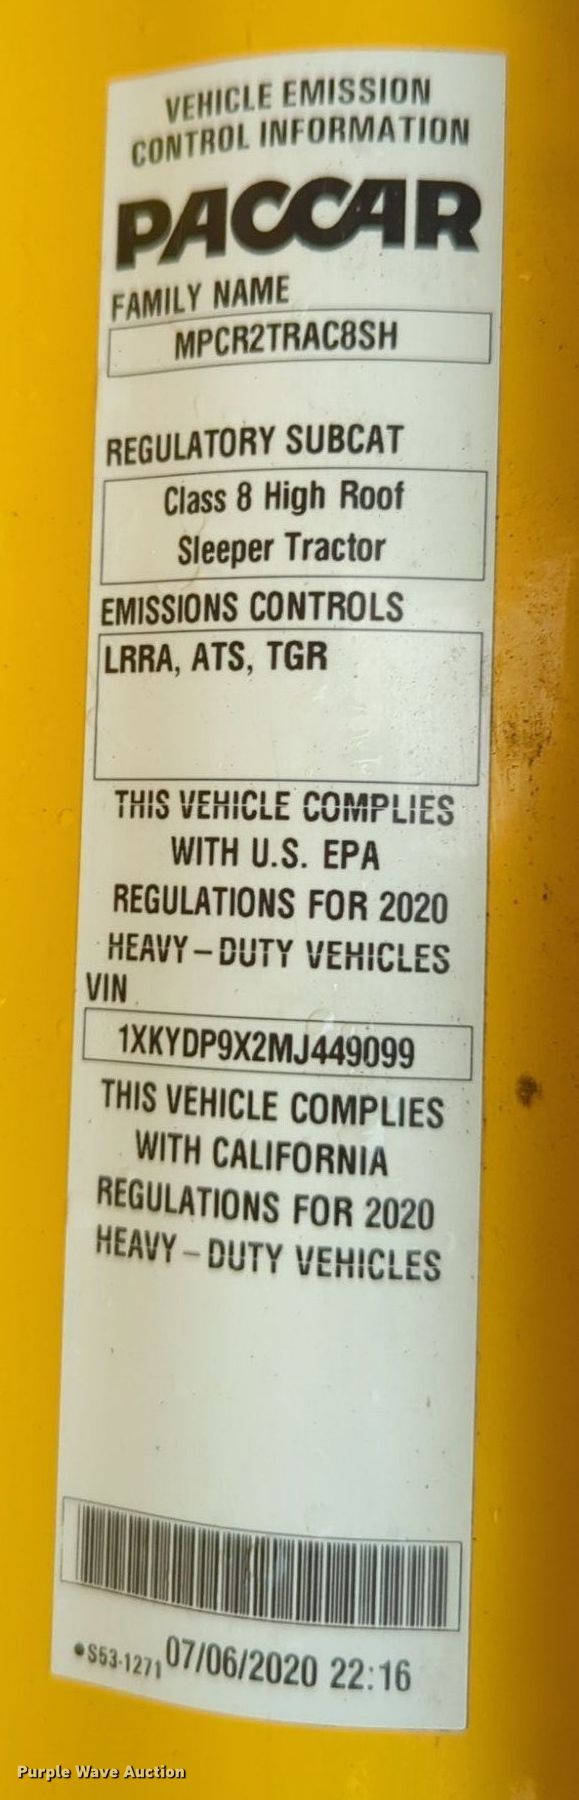 VEHICLE EMISSION
CONTROL INFORMATION
PACCAR
FAMILY NAME
MPCR2TRAC8SH
REGULATORY SUBCAT
Class 8 High Roof
Sleeper Tractor
EMISSIONS CONTROLS
LRRA, ATS, TGR
THIS VEHICLE COMPLIES
WITH U.S. EPA
REGULATIONS FOR 2020
HEAVY-DUTY VEHICLES
VIN
1XKYDP9X2MJ449099
THIS VEHICLE COMPLIES
WITH CALIFORNIA
REGULATIONS FOR 2020
HEAVY-DUTY VEHICLES
•S63-1271 07/06/2020 22:16
Purple Wave Auction